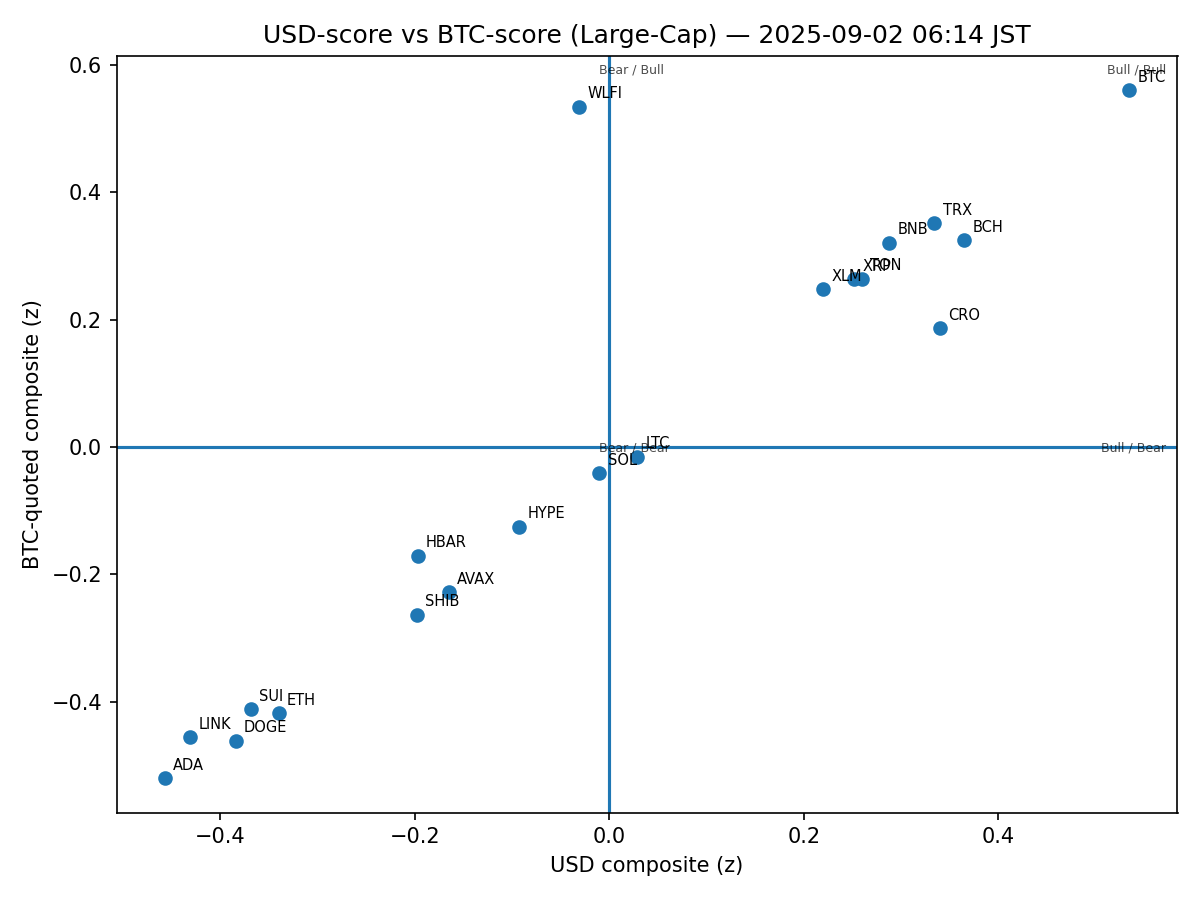 USD-score vs BTC-score (Large-Cap) — 2025-09-02 06:14 JST
0.6
Bear / Bull
Bull / Bull
BTC
WLFI
0.4
TRX
BNB
BCH
XRP
TON
XLM
CRO
0.2
BTC-quoted composite (z)
0.0
LTC
Bear / Bear
Bull / Bear
SOL
HYPE
HBAR
−0.2
AVAX
SHIB
−0.4
SUI
ETH
LINK
DOGE
ADA
−0.4
−0.2
0.0
0.2
0.4
USD composite (z)